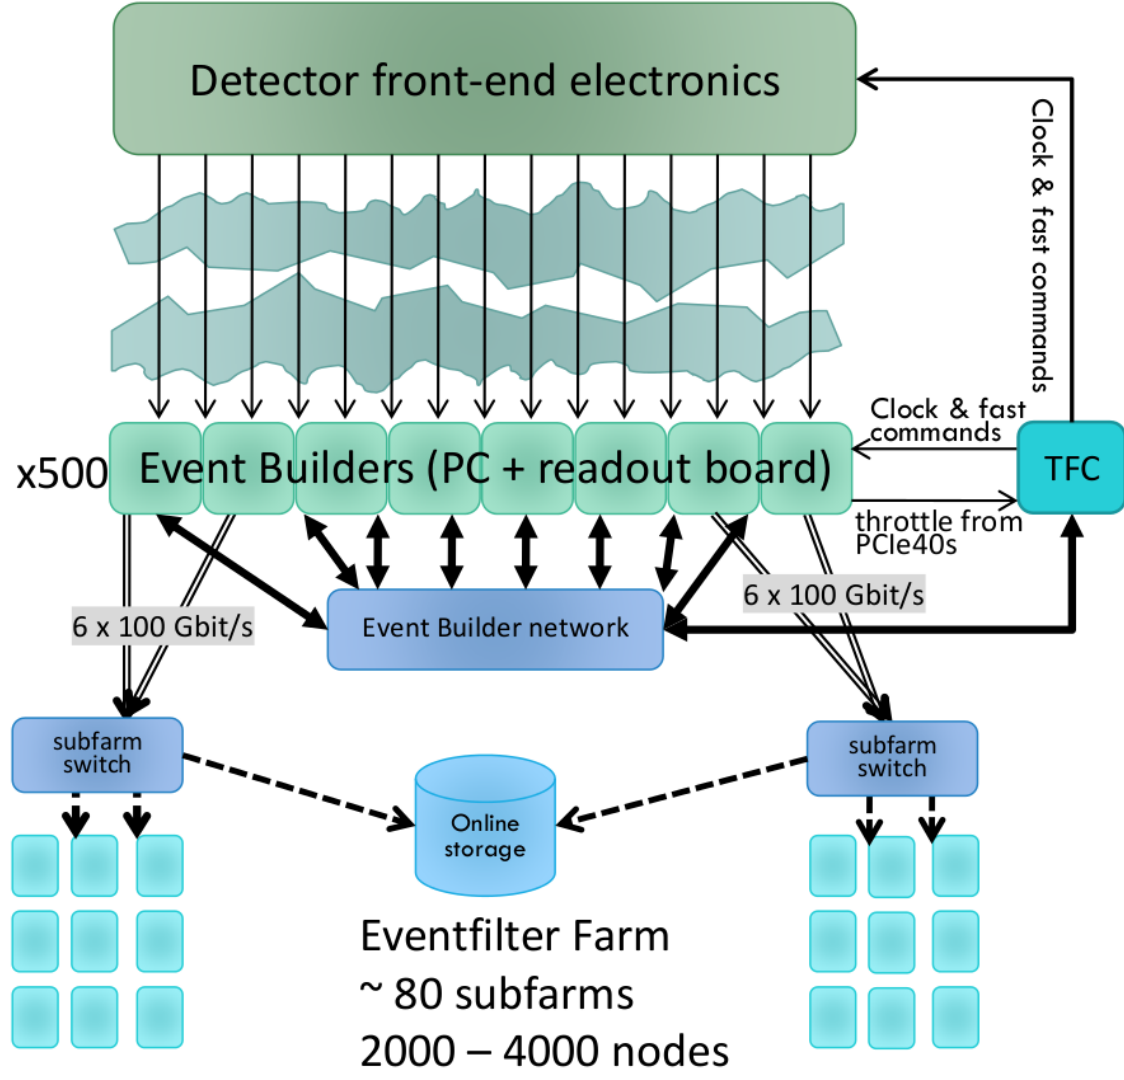 Detector front-end electronics
Clock & fast commands
Clock & fast
commands
x500
Event Builders (PC + readout board)
TFC
throttle from
PCIe40s
6 x 100 Gbit/s
6 x 100 Gbit/s
Event Builder network
subfarm
switch
subfarm
switch
Online
storage
Eventfilter Farm
~ 80 subfarms
2000 – 4000 nodes